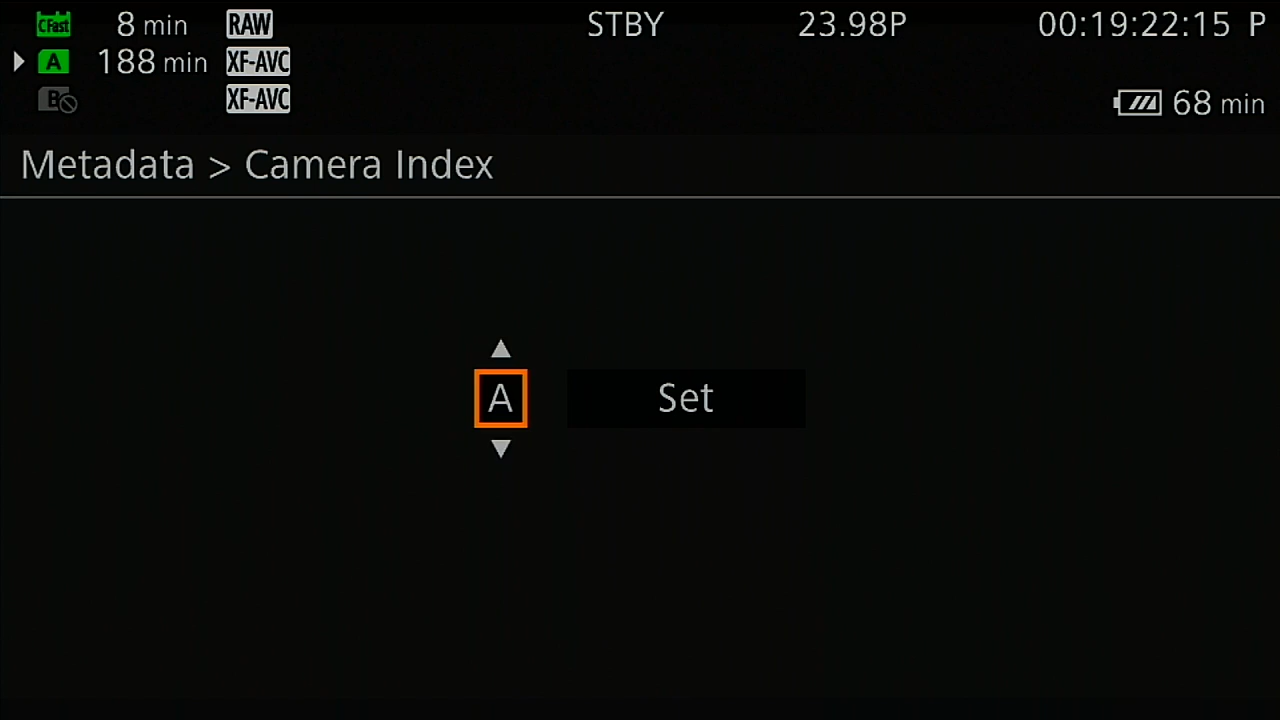 CFast 8 min RAW STBY 23.98P 00:19:22:15 P
A 188 min XF-AVC
B XF-AVC 68 min
Metadata > Camera Index
A Set